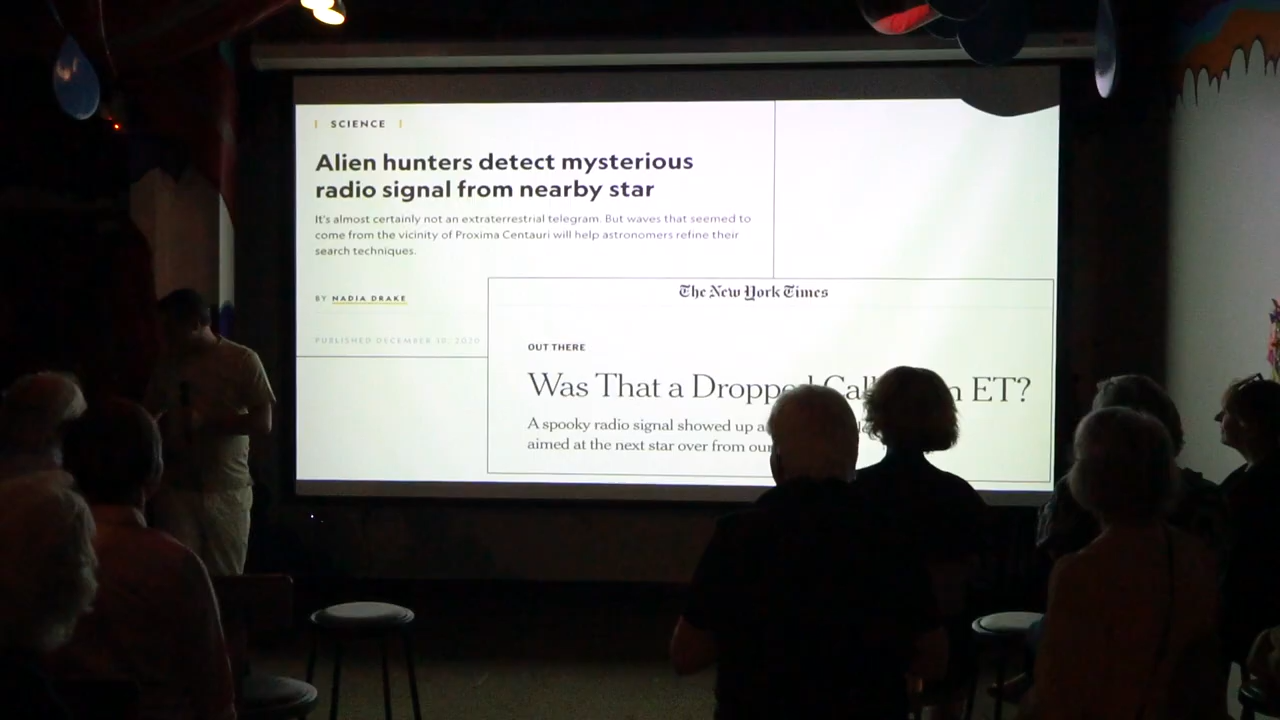 SCIENCE
Alien hunters detect mysterious
radio signal from nearby star
It's almost certainly not an extraterrestrial telegram. But waves that seemed to
come from the vicinity of Proxima Centauri will help astronomers refine their
search techniques.
BY NADIA DRAKE
PUBLISHED DECEMBER
The New York Times
OUT THERE
Was That a ET?
A spooky radio signal showed up
aimed at the next star over from our